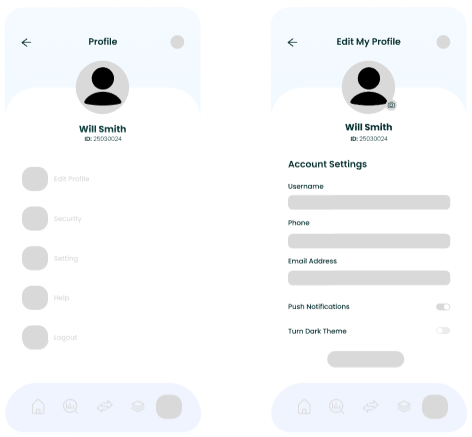 Profile
Will Smith
ID: 25030024
Edit Profile
Security
Setting
Help
Logout
Edit My Profile
Will Smith
ID: 25030024
Account Settings
Username
Phone
Email Address
Push Notifications
Turn Dark Theme